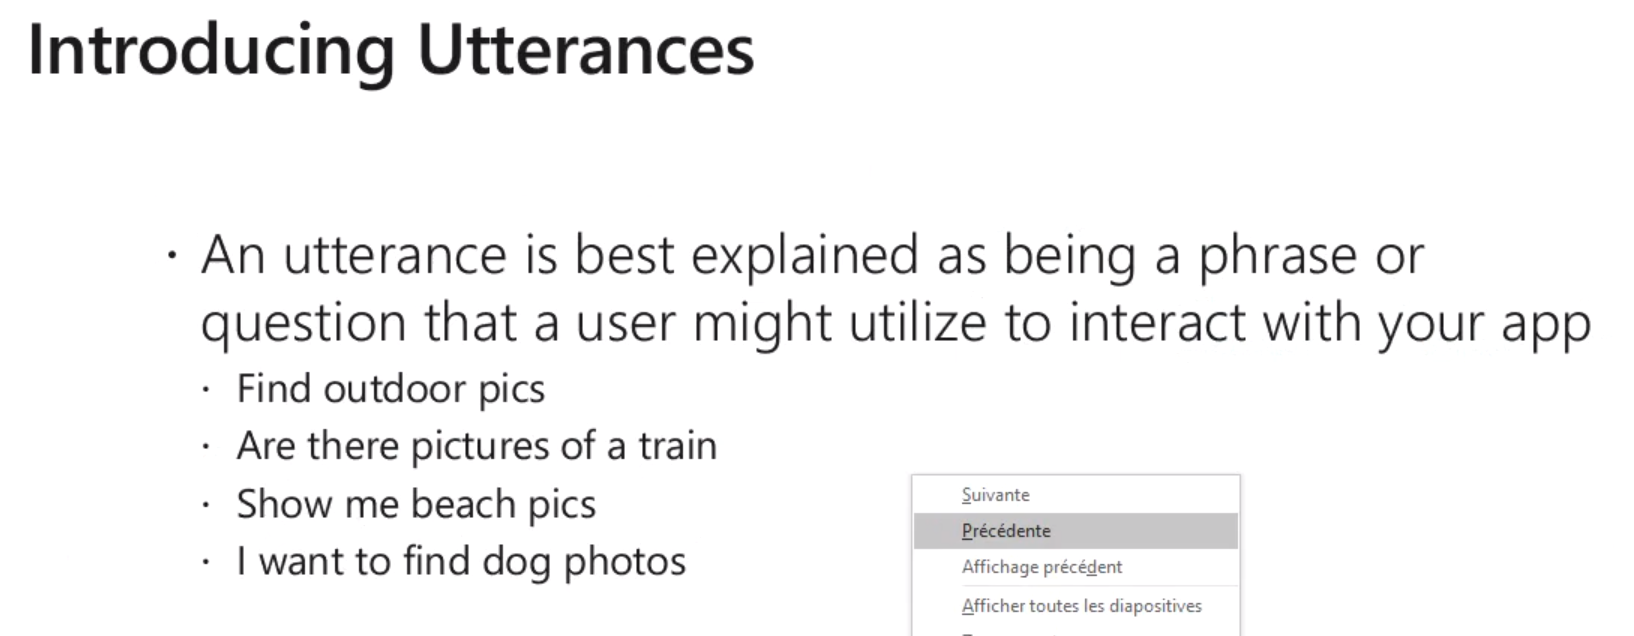 Introducing Utterances
· An utterance is best explained as being a phrase or
question that a user might utilize to interact with your app
· Find outdoor pics
· Are there pictures of a train
· Show me beach pics
· I want to find dog photos
Suivante
Précédente
Affichage précédent
Afficher toutes les diapositives